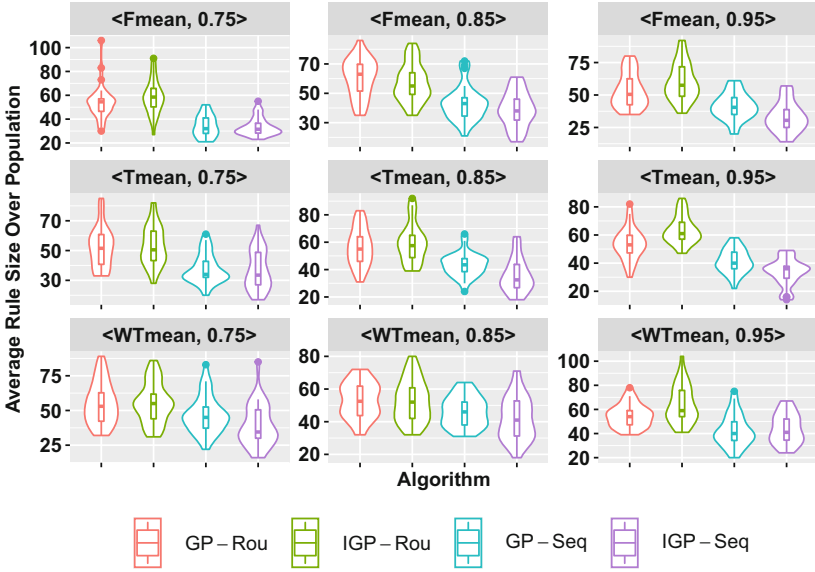 <Fmean, 0.75>
<Fmean, 0.85>
<Fmean, 0.95>
100
80
60
40
20
70
50
30
75
50
25
<Tmean, 0.75>
<Tmean, 0.85>
<Tmean, 0.95>
70
50
30
80
60
40
20
80
60
40
20
<WTmean, 0.75>
<WTmean, 0.85>
<WTmean, 0.95>
75
50
25
80
60
40
20
100
80
60
40
20
Average Rule Size Over Population
Algorithm
GP–Rou
IGP–Rou
GP–Seq
IGP–Seq